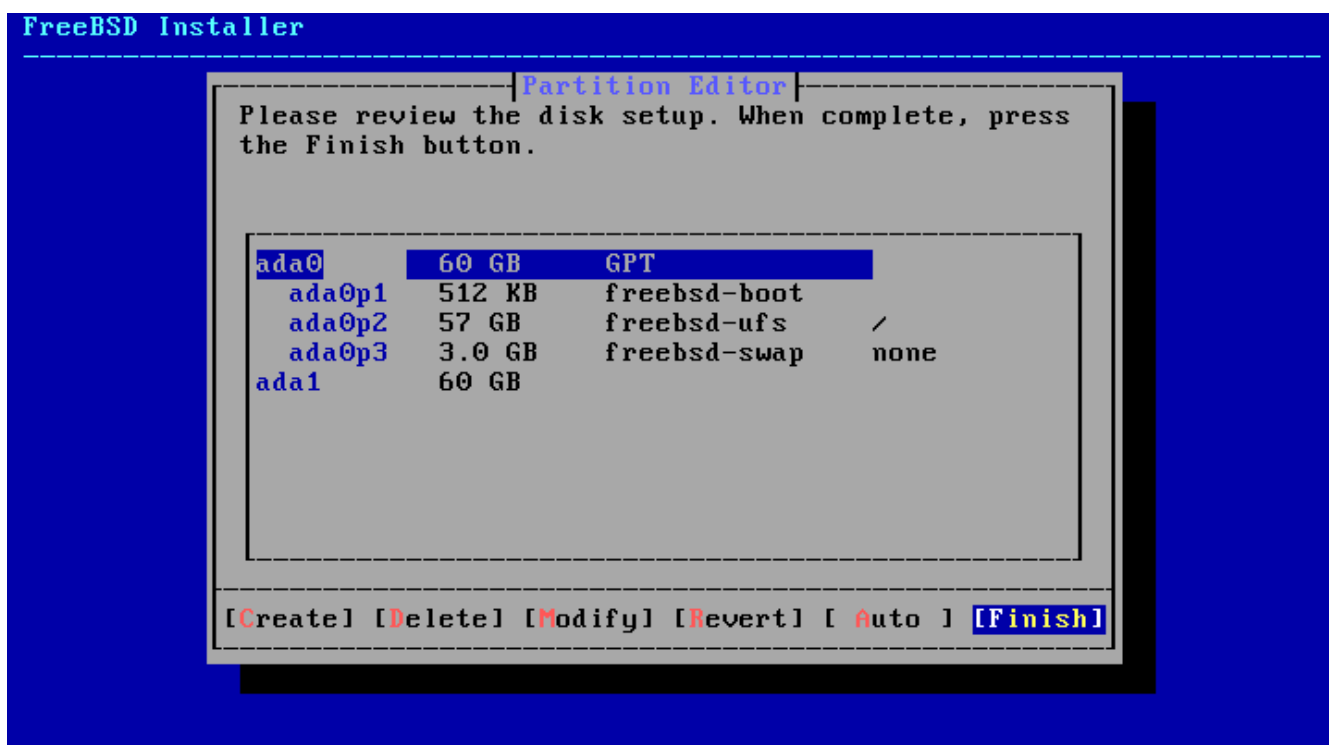 FreeBSD Installer
Partition Editor
Please review the disk setup. When complete, press
the Finish button.
ada0 60 GB GPT
ada0p1 512 KB freebsd-boot
ada0p2 57 GB freebsd-ufs /
ada0p3 3.0 GB freebsd-swap none
ada1 60 GB
[Create] [Delete] [Modify] [Revert] [ Auto ] [Finish]